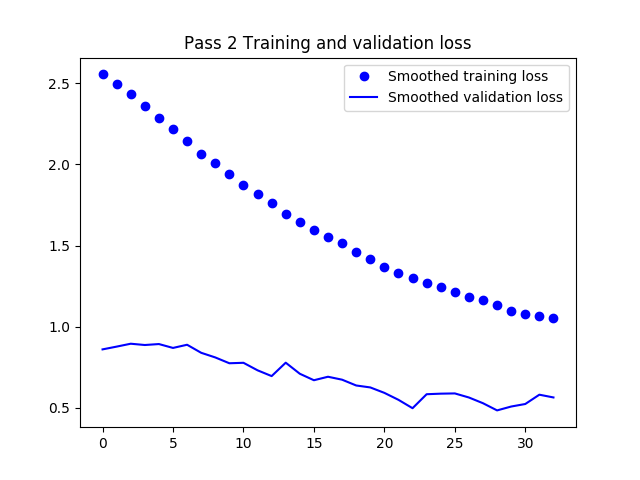 Pass 2 Training and validation loss
Smoothed training loss
Smoothed validation loss
2.5
2.0
1.5
1.0
0.5
0 5 10 15 20 25 30